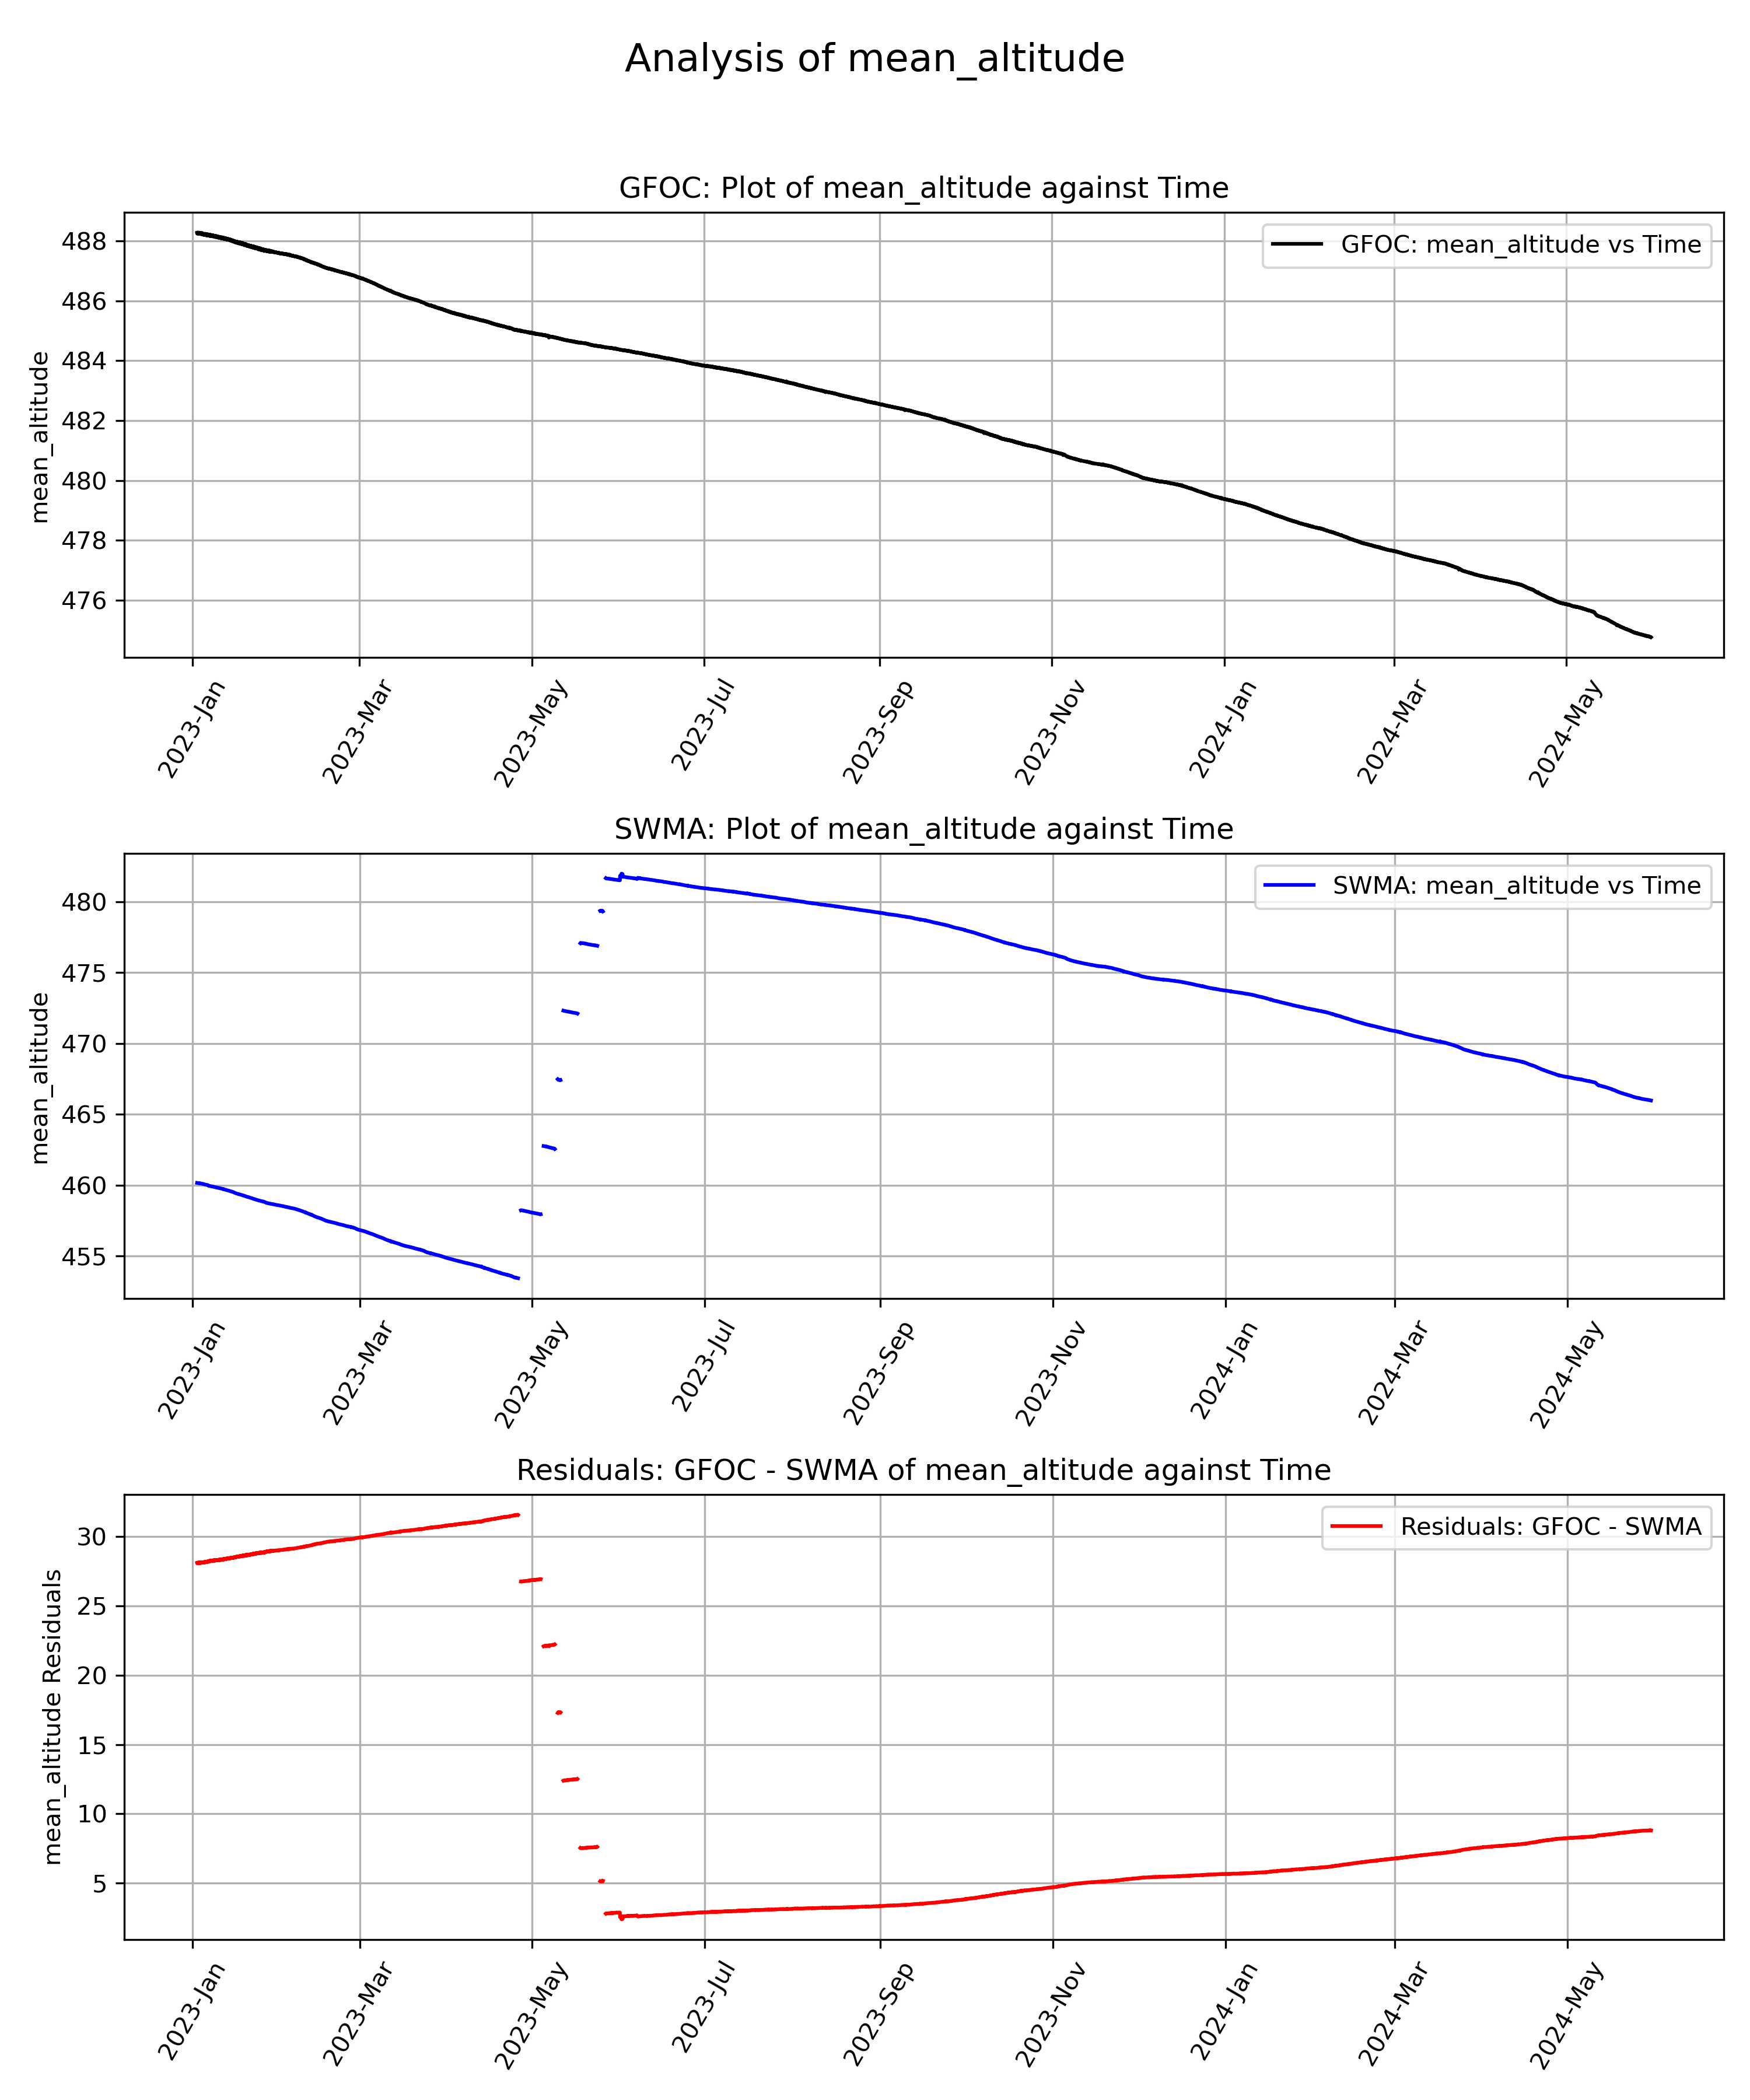 Analysis of mean_altitude
GFOC: Plot of mean_altitude against Time
GFOC: mean_altitude vs Time
mean_altitude
488
486
484
482
480
478
476
2023-Jan
2023-Mar
2023-May
2023-Jul
2023-Sep
2023-Nov
2024-Jan
2024-Mar
2024-May
SWMA: Plot of mean_altitude against Time
SWMA: mean_altitude vs Time
mean_altitude
480
475
470
465
460
455
2023-Jan
2023-Mar
2023-May
2023-Jul
2023-Sep
2023-Nov
2024-Jan
2024-Mar
2024-May
Residuals: GFOC - SWMA of mean_altitude against Time
Residuals: GFOC - SWMA
mean_altitude Residuals
30
25
20
15
10
5
2023-Jan
2023-Mar
2023-May
2023-Jul
2023-Sep
2023-Nov
2024-Jan
2024-Mar
2024-May